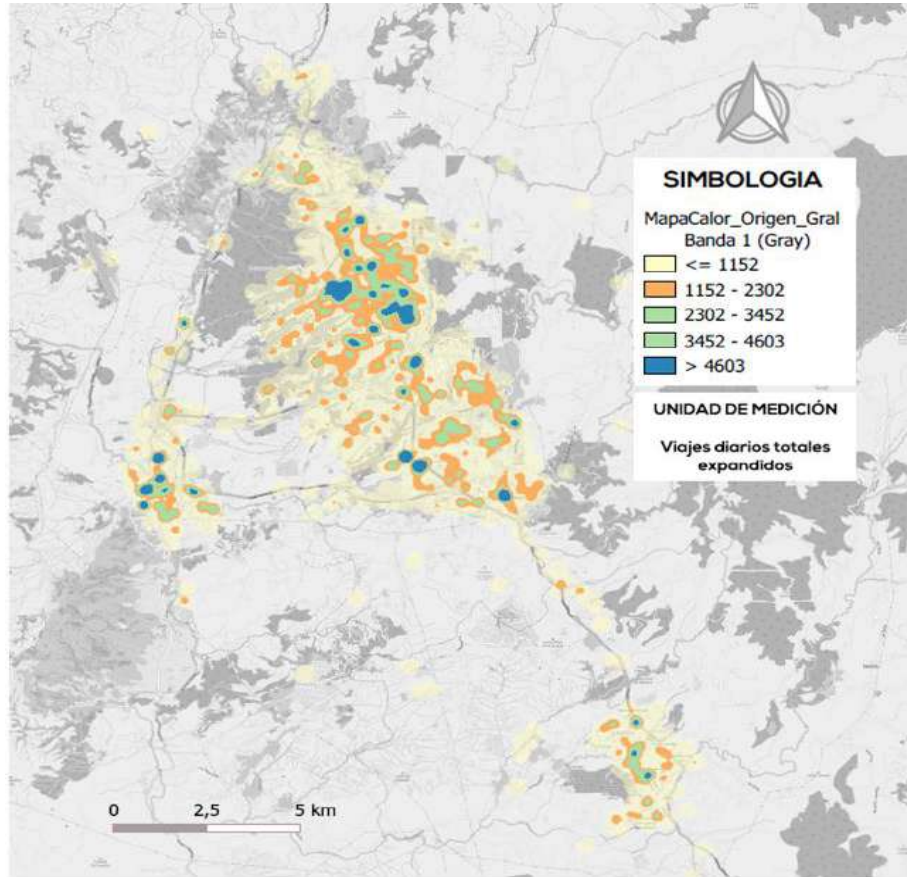 SIMBOLOGIA
MapaCalor_Origen_Gral
Banda 1 (Gray)
<= 1152
1152 - 2302
2302 - 3452
3452 - 4603
> 4603
UNIDAD DE MEDICIÓN
Viajes diarios totales
expandidos
0 2,5 5 km